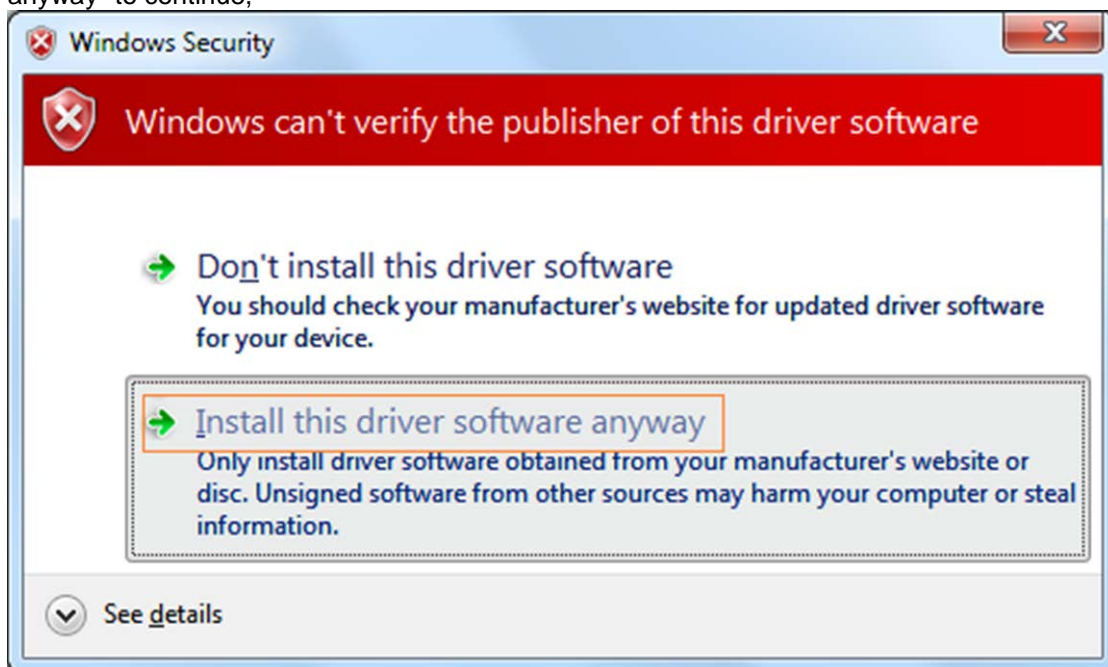 anyway" to continue;
Windows Security
Windows can't verify the publisher of this driver software
Don't install this driver software
You should check your manufacturer's website for updated driver software
for your device.
Install this driver software anyway
Only install driver software obtained from your manufacturer's website or
disc. Unsigned software from other sources may harm your computer or steal
information.
See details